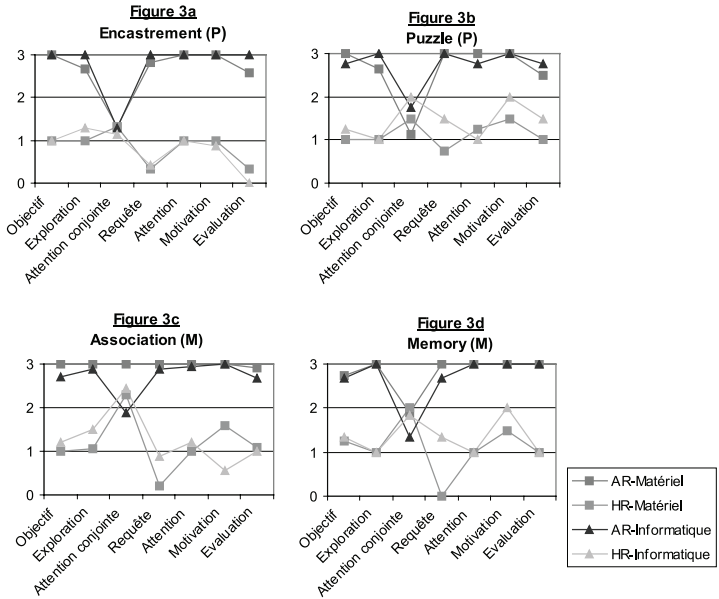 Figure 3a
Encastrement (P)
3
2
1
0
Objectif
Exploration
Attention conjointe
Requête
Attention
Motivation
Evaluation
Figure 3b
Puzzle (P)
3
2
1
0
Objectif
Exploration
Attention conjointe
Requête
Attention
Motivation
Evaluation
Figure 3c
Association (M)
3
2
1
0
Objectif
Exploration
Attention conjointe
Requête
Attention
Motivation
Evaluation
Figure 3d
Memory (M)
3
2
1
0
Objectif
Exploration
Attention conjointe
Requête
Attention
Motivation
Evaluation
AR-Matériel
HR-Matériel
AR-Informatique
HR-Informatique